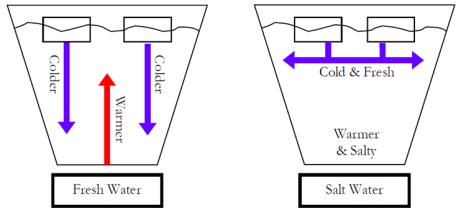 Colder
Warmer
Colder
Fresh Water
Cold & Fresh
Warmer
& Salty
Salt Water